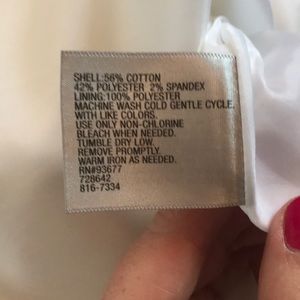 SHELL:56% COTTON
42% POLYESTER 2% SPANDEX
LINING:100% POLYESTER
MACHINE WASH COLD GENTLE CYCLE,
WITH LIKE COLORS.
USE ONLY NON-CHLORINE
BLEACH WHEN NEEDED.
TUMBLE DRY LOW.
REMOVE PROMPTLY.
WARM IRON AS NEEDED.
RN#93677
728642
816-7334